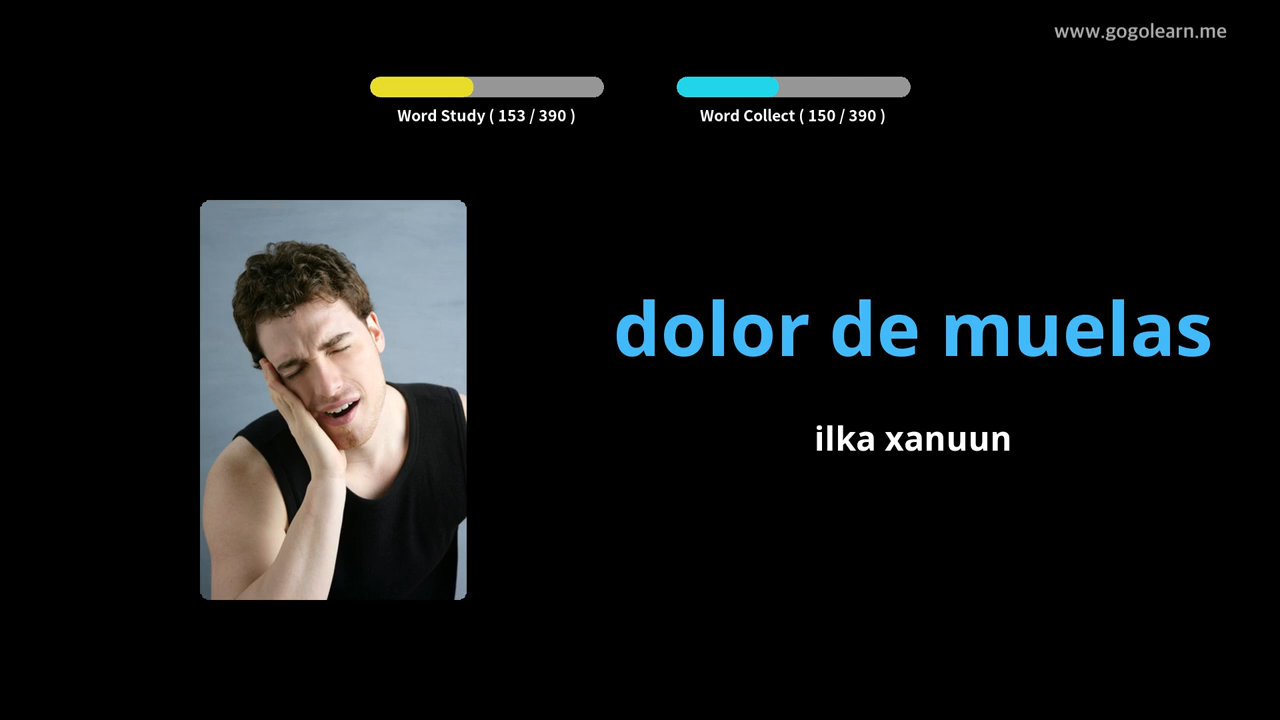 www.gogolearn.me
Word Study ( 153 / 390 )
Word Collect ( 150 / 390 )
dolor de muelas
ilka xanuun